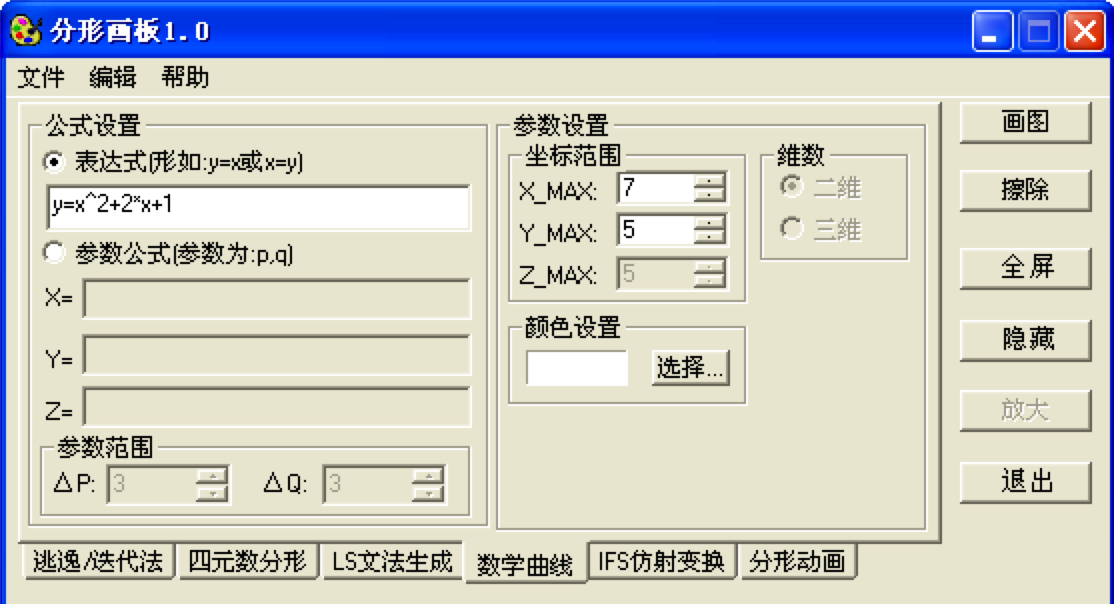 分形画板1.0
文件 编辑 帮助
公式设置
表达式(形如:y=x或x=y)
y=x^2+2*x+1
参数公式(参数为:p,q)
X=
Y=
Z=
参数范围
△P: 3 △Q: 3
参数设置
坐标范围
X_MAX: 7
Y_MAX: 5
Z_MAX: 5
维数
二维
三维
颜色设置
选择...
画图
擦除
全屏
隐藏
放大
退出
逃逸/迭代法 四元数分形 LS文法生成 数学曲线 IFS仿射变换 分形动画